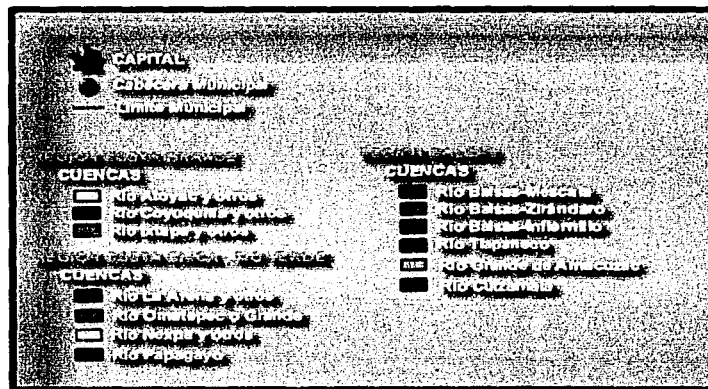 CAPITAL
Cabecera Municipal
Límite Municipal
CUENCAS
Río Atoyac y otros
Río Coyuquilla y otros
Río Ixtapa y otros
CUENCAS
Río La Arena y otros
Río Ometepec o Grande
Río Nexpa y otros
Río Papagayo
CUENCAS
Río Balsas-Mezcala
Río Balsas-Zirándaro
Río Balsas-Infiernillo
Río Tlapaneco
Río Grande de Amacuzac
Río Cutzamala